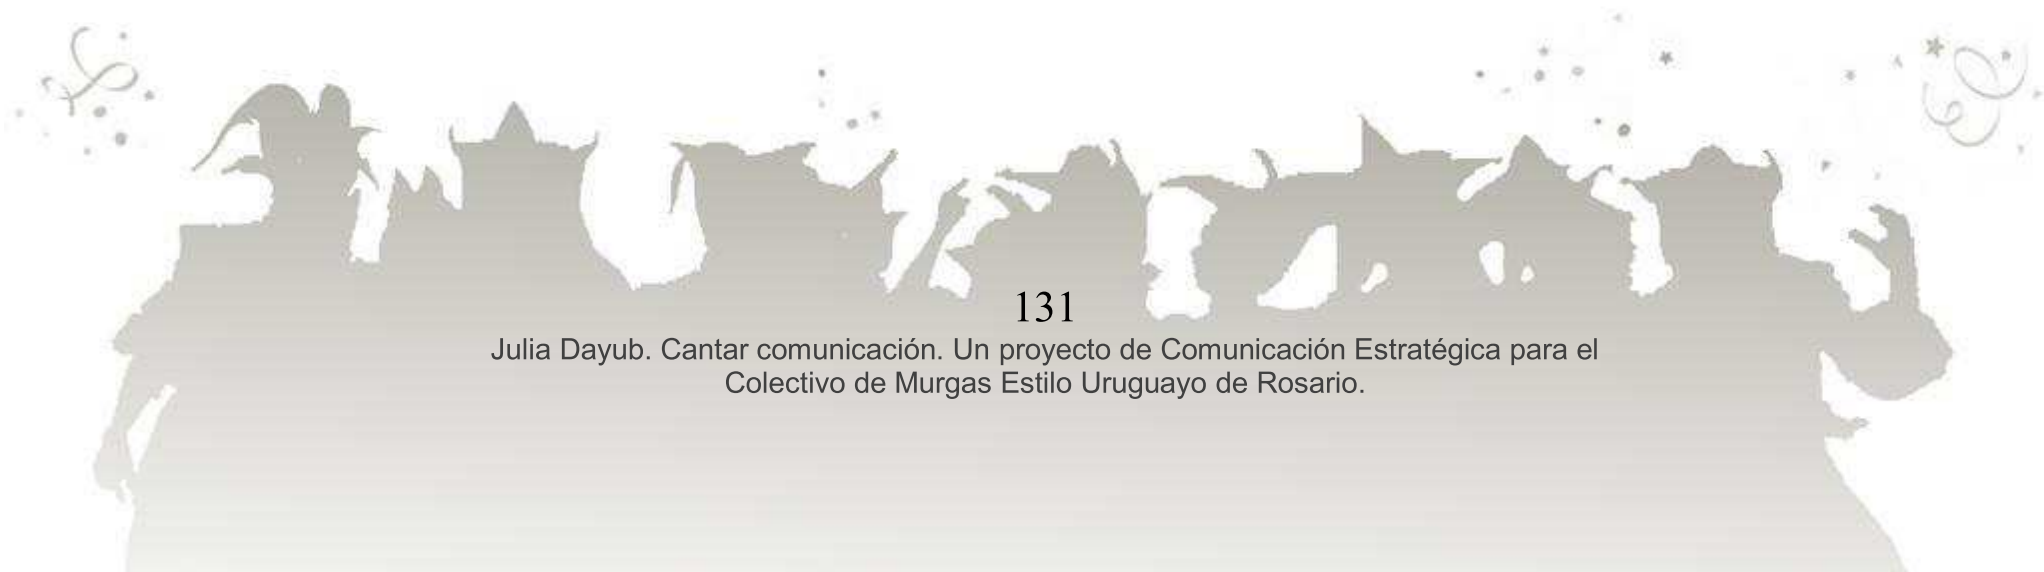 131
Julia Dayub. Cantar comunicación. Un proyecto de Comunicación Estratégica para el
Colectivo de Murgas Estilo Uruguayo de Rosario.